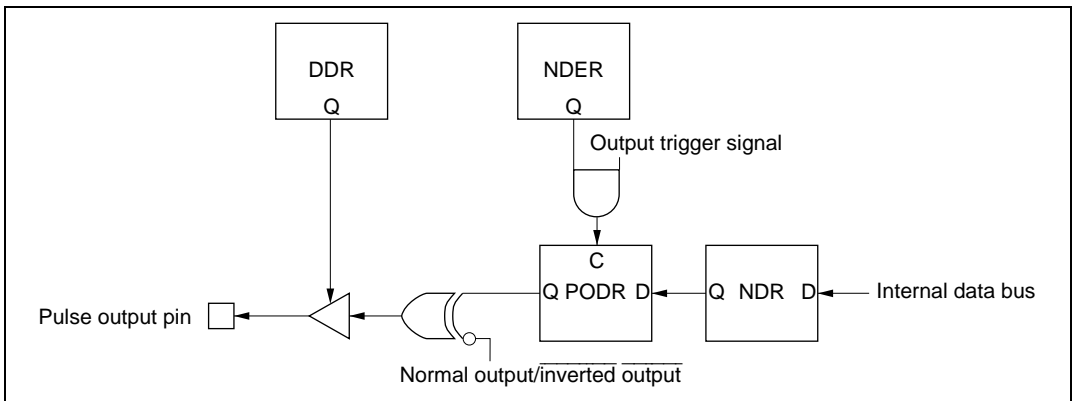 DDR
Q
NDER
Q
Output trigger signal
C
Q PODR D
Q NDR D
Internal data bus
Pulse output pin
Normal output/inverted output